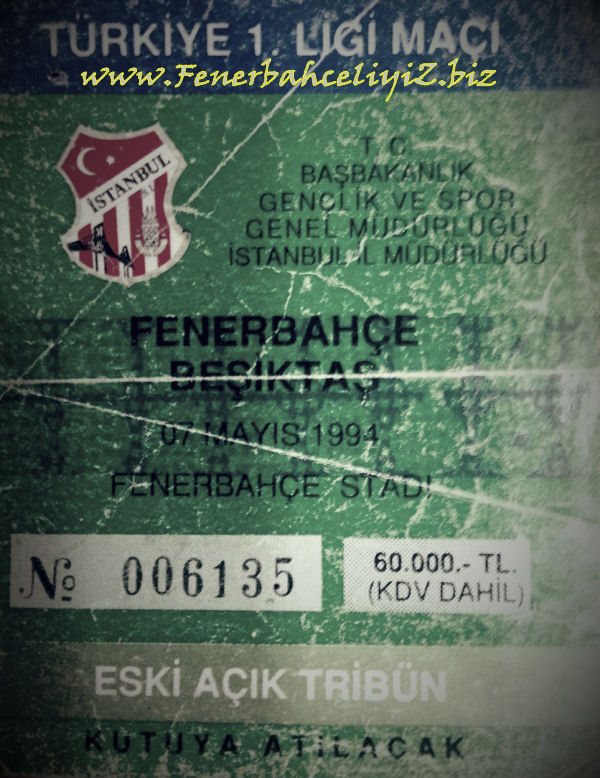 TÜRKİYE 1. LİGİ MAÇI
www.FenerbahceliyiZ.biz
İSTANBUL
T.C.
BAŞBAKANLIK
GENÇLİK VE SPOR
GENEL MÜDÜRLÜĞÜ
İSTANBUL İL MÜDÜRLÜĞÜ
FENERBAHÇE
BEŞİKTAŞ
07 MAYIS 1994
FENERBAHÇE STADI
№ 006135
60.000.- TL.
(KDV DAHİL)
ESKİ AÇIK TRİBÜN
KUTUYA ATILACAK